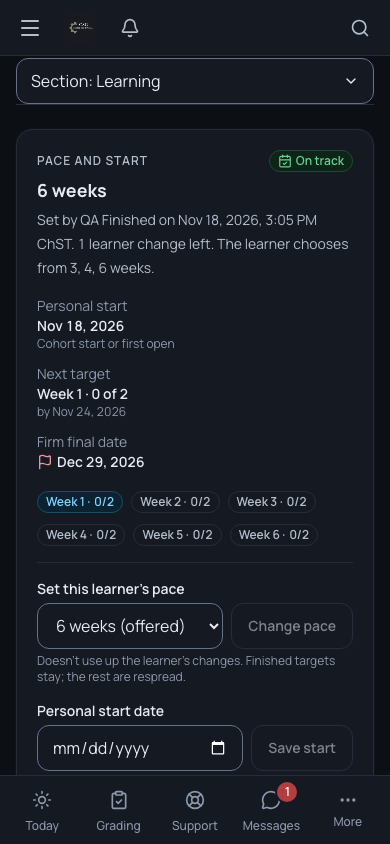 Section: Learning
PACE AND START
On track
6 weeks
Set by QA Finished on Nov 18, 2026, 3:05 PM
ChST. 1 learner change left. The learner chooses
from 3, 4, 6 weeks.
Personal start
Nov 18, 2026
Cohort start or first open
Next target
Week 1 · 0 of 2
by Nov 24, 2026
Firm final date
Dec 29, 2026
Week 1 · 0/2
Week 2 · 0/2
Week 3 · 0/2
Week 4 · 0/2
Week 5 · 0/2
Week 6 · 0/2
Set this learner's pace
6 weeks (offered)
Change pace
Doesn't use up the learner's changes. Finished targets
stay; the rest are respread.
Personal start date
mm/dd/yyyy
Save start
1
Today
Grading
Support
Messages
More